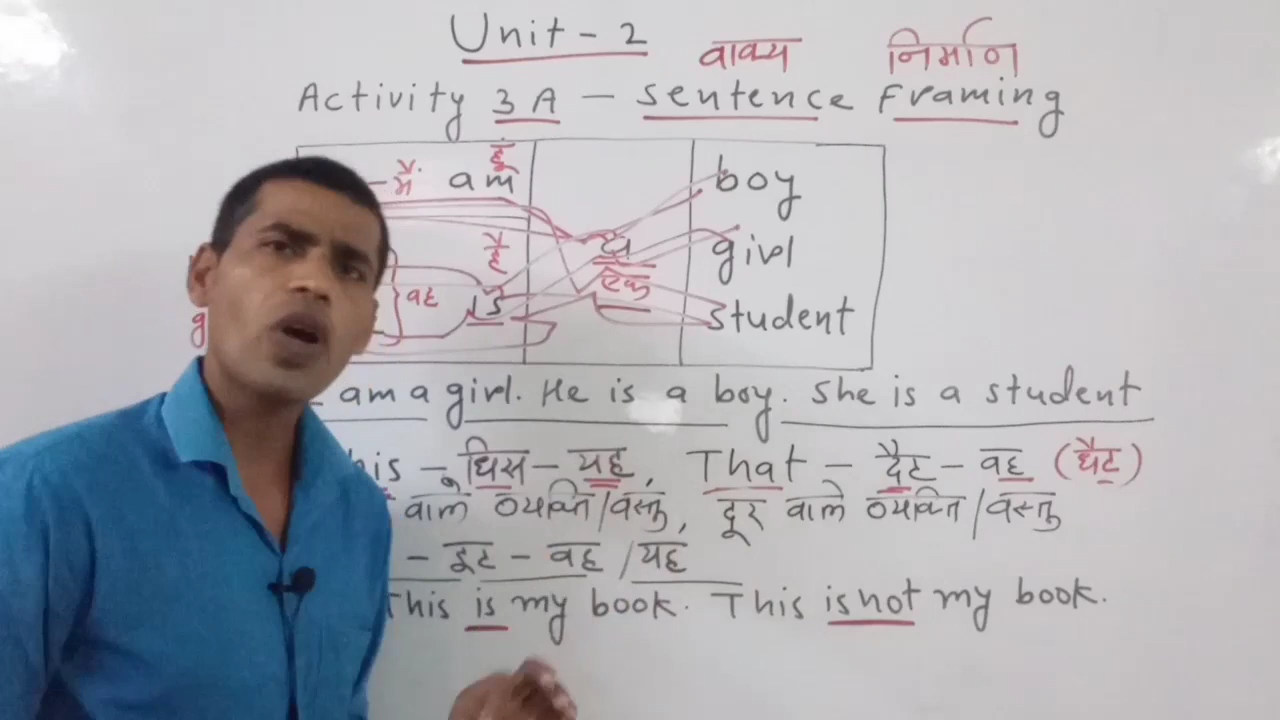 Unit - 2
वाक्य निर्माण
Activity 3A - Sentence Framing
हूँ
- मैं am boy
है
ए girl
एक
वह is student
am a girl. He is a boy. She is a student
his - धिस - यह, That - दैट - वह (धैट)
वाले व्यक्ति/वस्तु, दूर वाले व्यक्ति/वस्तु
- इट - वह/यह
This is my book. This is not my book.